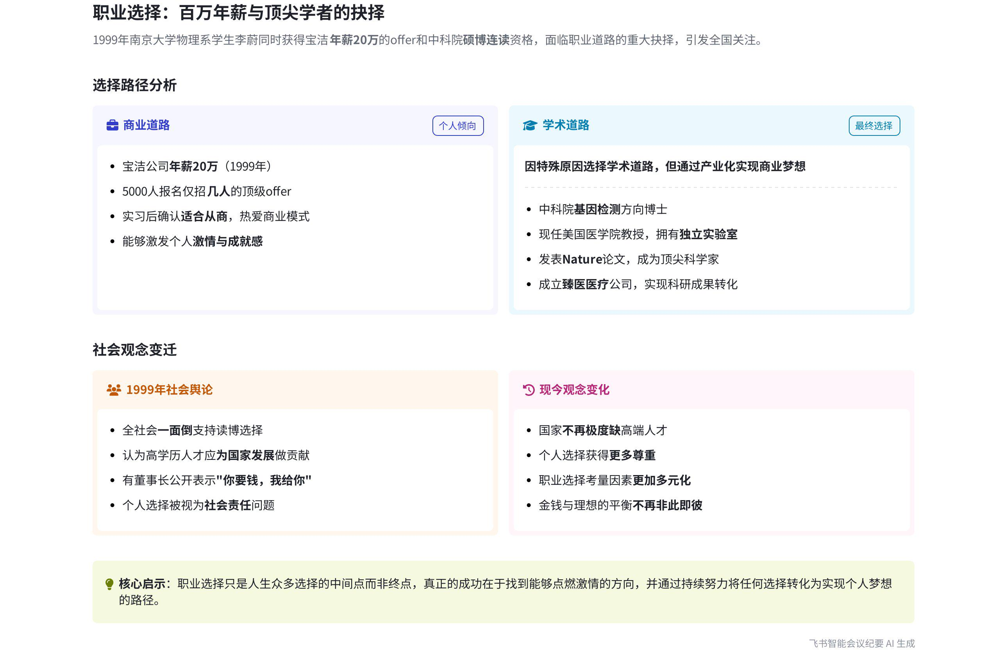 职业选择：百万年薪与顶尖学者的抉择
1999年南京大学物理系学生李蔚同时获得宝洁年薪20万的offer和中科院硕博连读资格，面临职业道路的重大抉择，引发全国关注。
选择路径分析
商业道路
个人倾向
宝洁公司年薪20万（1999年）
5000人报名仅招几人的顶级offer
实习后确认适合从商，热爱商业模式
能够激发个人激情与成就感
学术道路
最终选择
因特殊原因选择学术道路，但通过产业化实现商业梦想
中科院基因检测方向博士
现任美国医学院教授，拥有独立实验室
发表Nature论文，成为顶尖科学家
成立臻医医疗公司，实现科研成果转化
社会观念变迁
1999年社会舆论
全社会一面倒支持读博选择
认为高学历人才应为国家发展做贡献
有董事长公开表示"你要钱，我给你"
个人选择被视为社会责任问题
现今观念变化
国家不再极度缺高端人才
个人选择获得更多尊重
职业选择考量因素更加多元化
金钱与理想的平衡不再非此即彼
核心启示：职业选择只是人生众多选择的中间点而非终点，真正的成功在于找到能够点燃激情的方向，并通过持续努力将任何选择转化为实现个人梦想
的路径。
飞书智能会议纪要 AI 生成